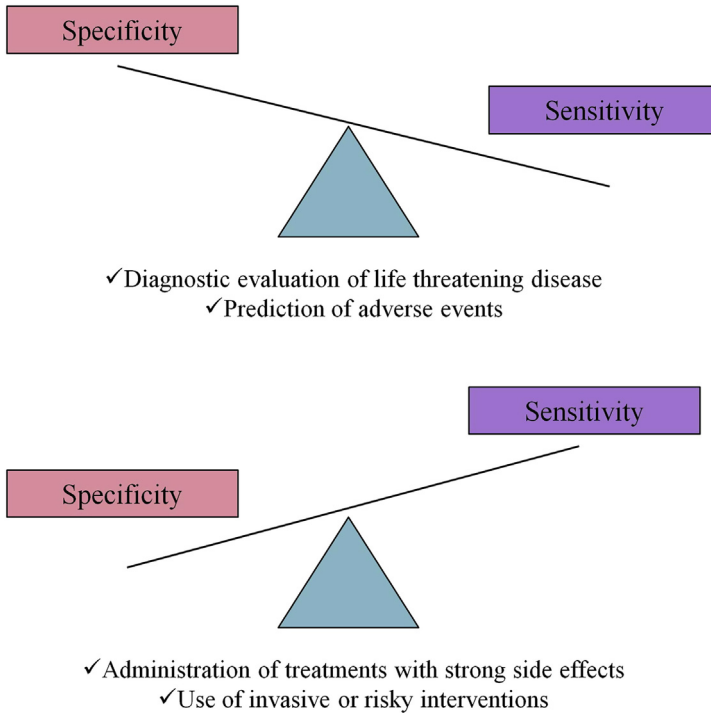 Specificity
Sensitivity
✓Diagnostic evaluation of life threatening disease
✓Prediction of adverse events
Sensitivity
Specificity
✓Administration of treatments with strong side effects
✓Use of invasive or risky interventions